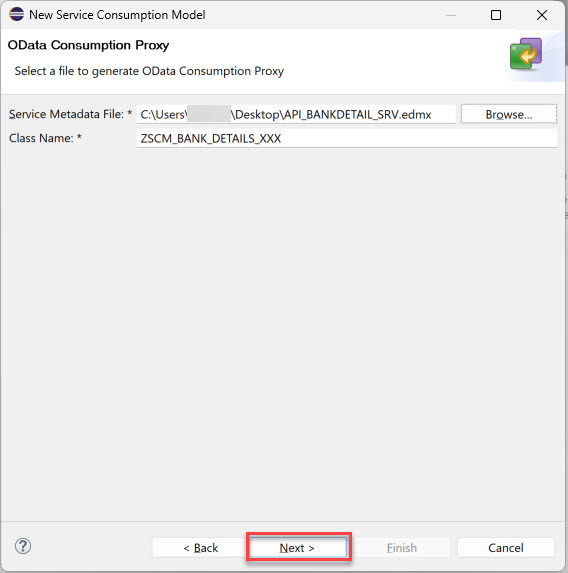 New Service Consumption Model
OData Consumption Proxy
Select a file to generate OData Consumption Proxy
Service Metadata File: * C:\Users\ \Desktop\API_BANKDETAIL_SRV.edmx Browse...
Class Name: * ZSCM_BANK_DETAILS_XXX
? < Back Next > Finish Cancel